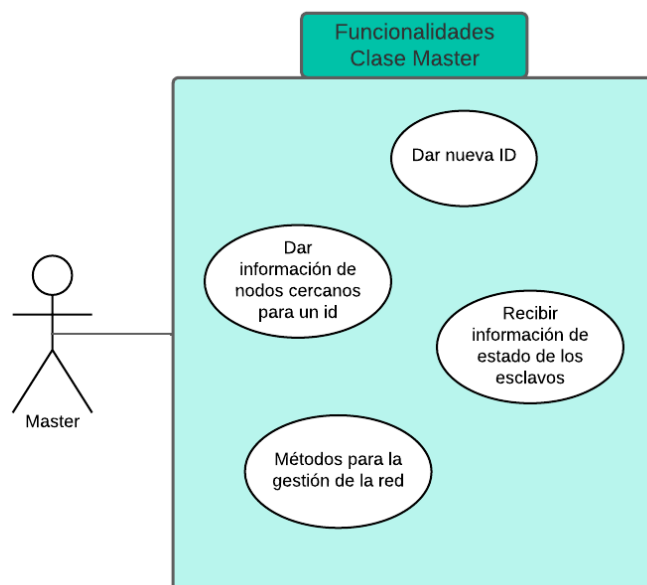 Funcionalidades
Clase Master
Dar nueva ID
Dar
información de
nodos cercanos
para un id
Recibir
información de
estado de los
esclavos
Master
Métodos para la
gestión de la red